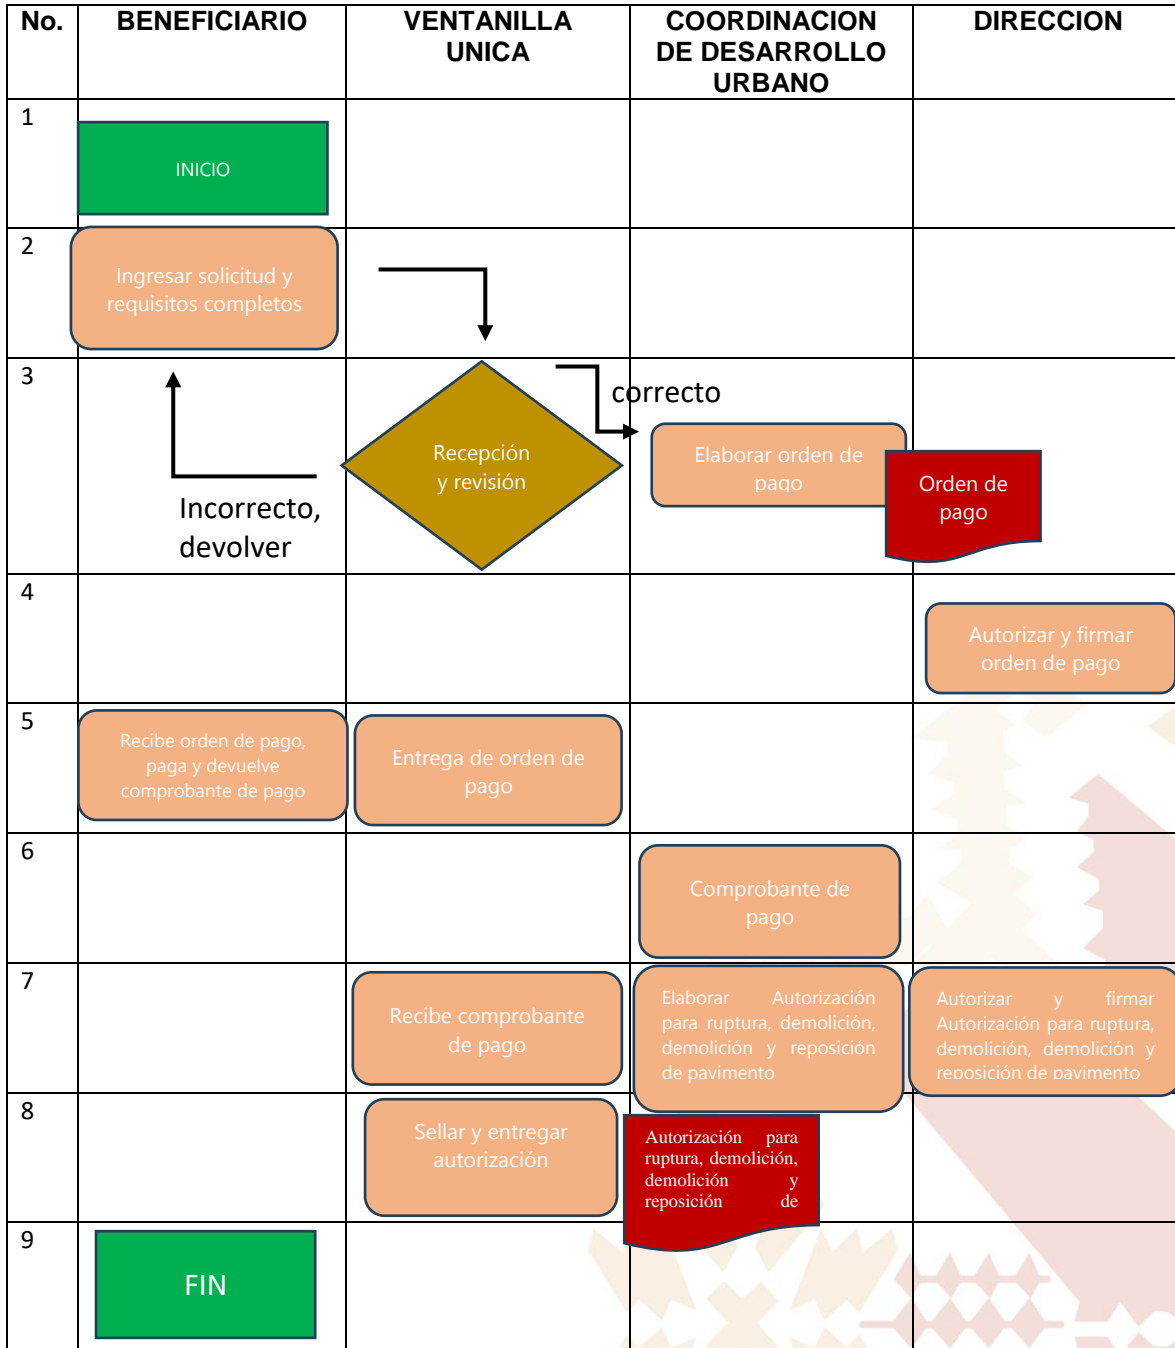 No.
BENEFICIARIO
VENTANILLA
UNICA
COORDINACION
DE DESARROLLO
URBANO
DIRECCION
1
INICIO
2
Ingresar solicitud y
requisitos completos
3
correcto
Recepción
y revisión
Elaborar orden de
pago
Orden de
pago
Incorrecto,
devolver
4
Autorizar y firmar
orden de pago
5
Recibe orden de pago,
paga y devuelve
comprobante de pago
Entrega de orden de
pago
6
Comprobante de
pago
7
Recibe comprobante
de pago
Elaborar Autorización
para ruptura, demolición,
demolición y reposición
de pavimento
Autorizar y firmar
Autorización para ruptura,
demolición, demolición y
reposición de pavimento
8
Sellar y entregar
autorización
Autorización para
ruptura, demolición,
demolición y
reposición de
9
FIN